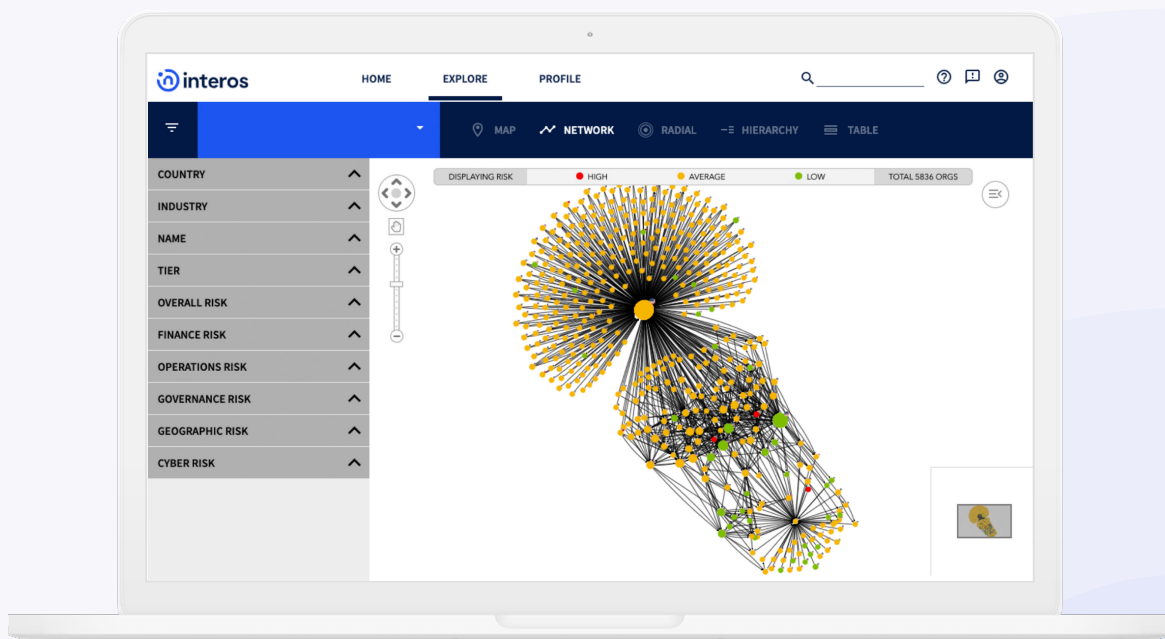 interos
HOME EXPLORE PROFILE
MAP NETWORK RADIAL HIERARCHY TABLE
DISPLAYING RISK HIGH AVERAGE LOW TOTAL 5836 ORGS
COUNTRY
INDUSTRY
NAME
TIER
OVERALL RISK
FINANCE RISK
OPERATIONS RISK
GOVERNANCE RISK
GEOGRAPHIC RISK
CYBER RISK